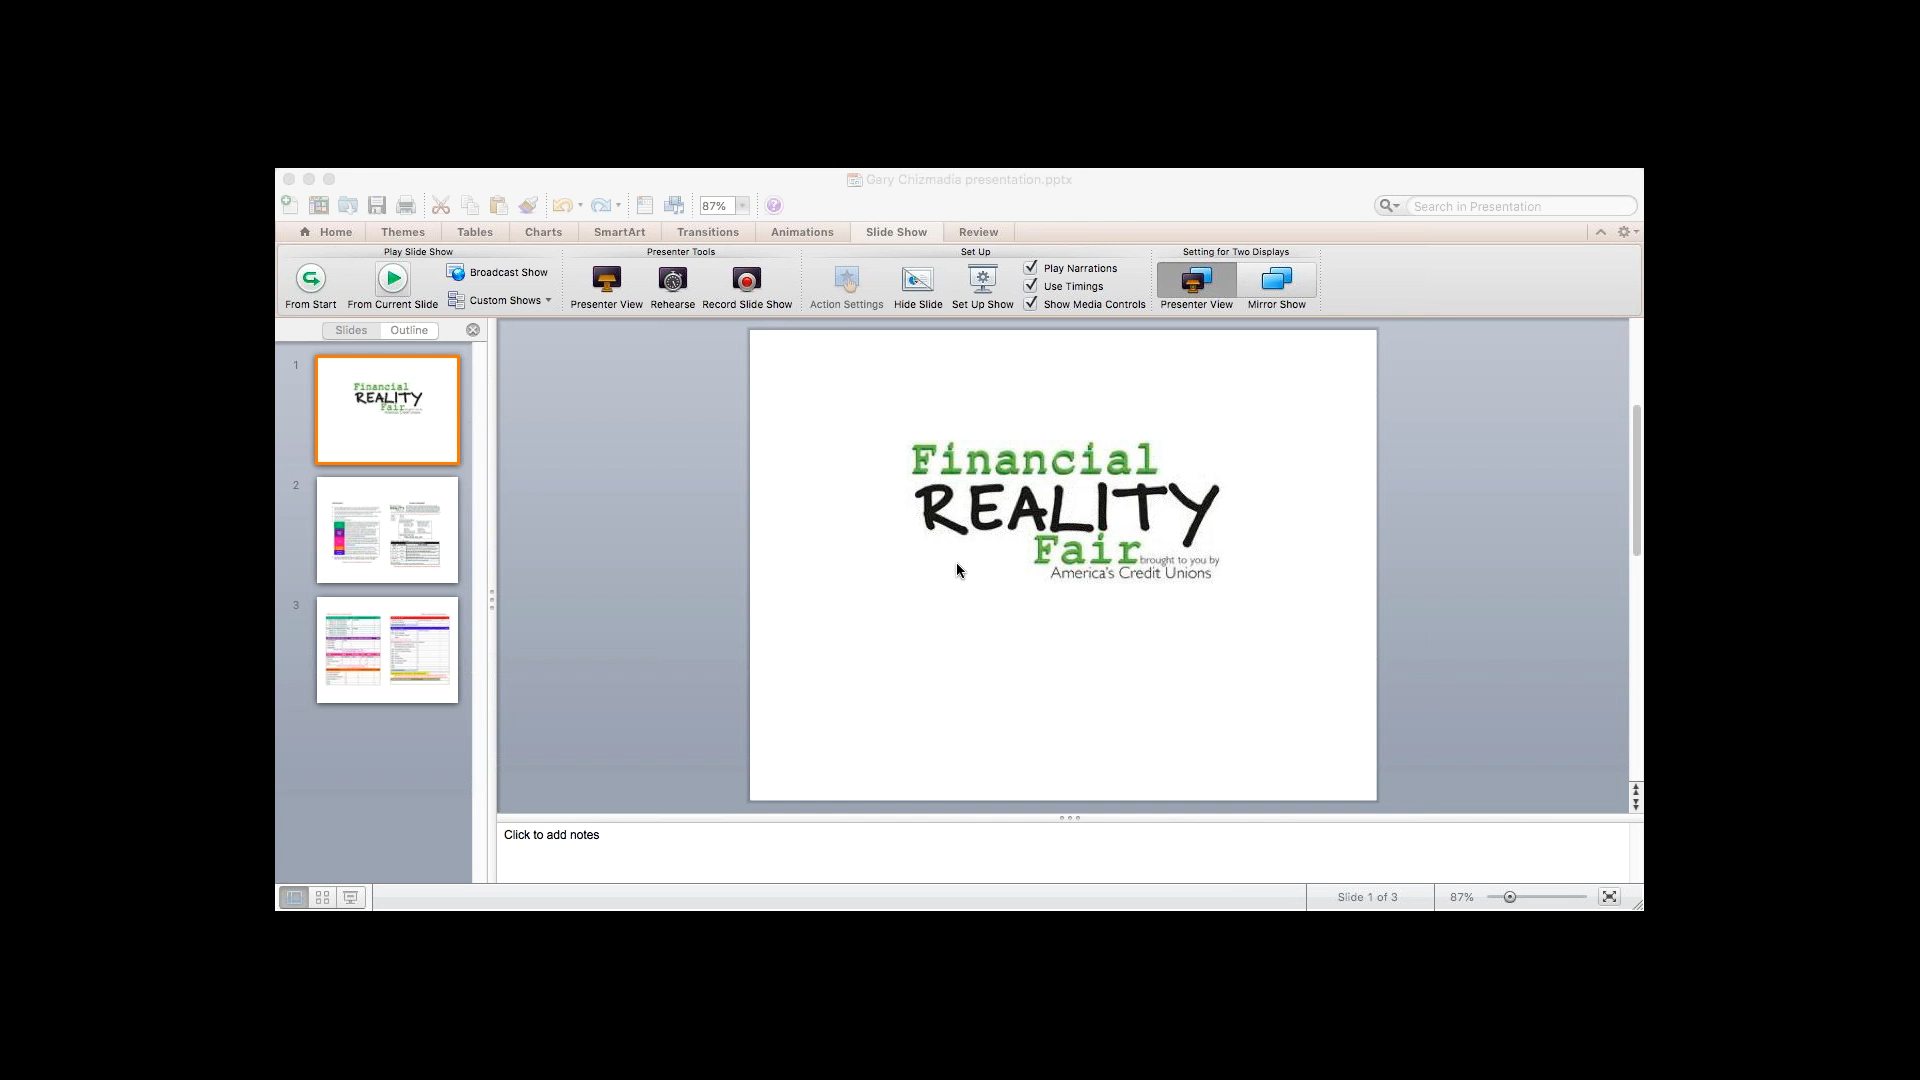 Gary Chizmadia presentation.pptx
87%
Search in Presentation
Home Themes Tables Charts SmartArt Transitions Animations Slide Show Review
Play Slide Show Presenter Tools Set Up Setting for Two Displays
From Start
From Current Slide
Broadcast Show
Custom Shows
Presenter View
Rehearse
Record Slide Show
Action Settings
Hide Slide
Set Up Show
Play Narrations
Use Timings
Show Media Controls
Presenter View
Mirror Show
Slides Outline
1
Financial
REALITY
Fair
2
3
Financial
REALITY
Fair brought to you by
America's Credit Unions
Click to add notes
Slide 1 of 3 87%